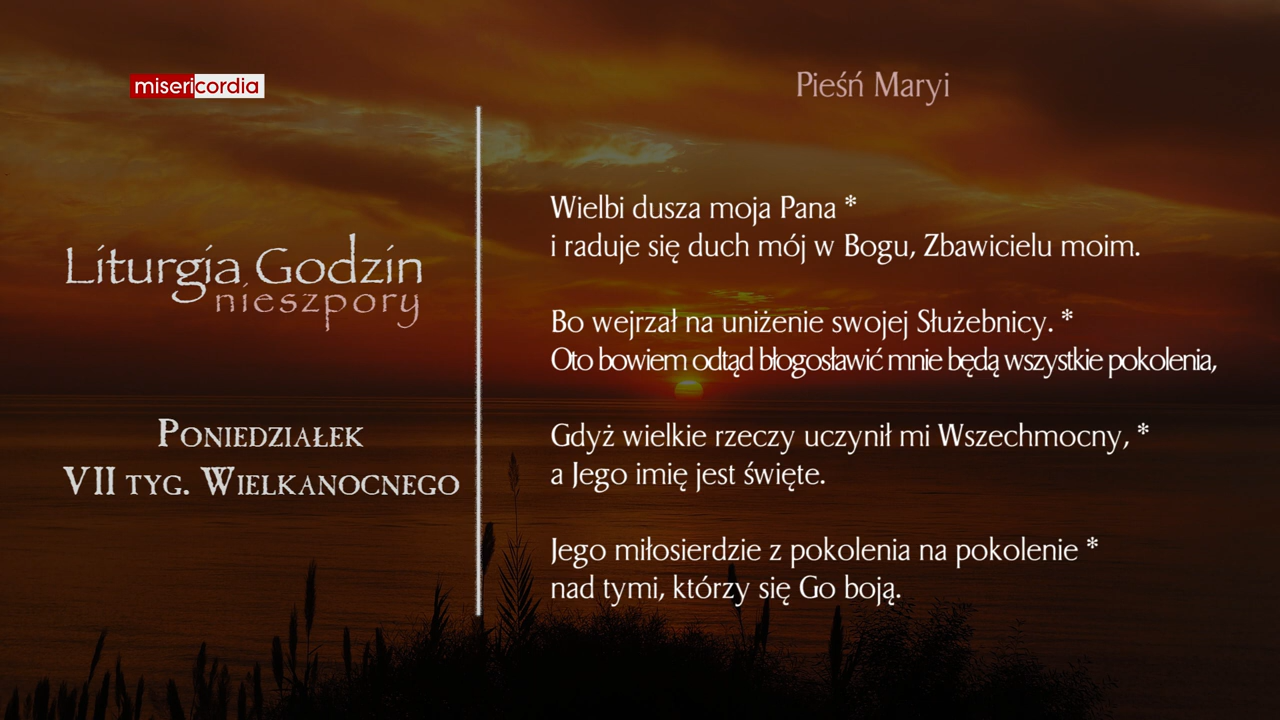 misericordia
Liturgia Godzin
nieszpory
Poniedziałek
VII tyg. Wielkanocnego
Pieśń Maryi
Wielbi dusza moja Pana *
i raduje się duch mój w Bogu, Zbawicielu moim.
Bo wejrzał na uniżenie swojej Służebnicy. *
Oto bowiem odtąd błogosławić mnie będą wszystkie pokolenia,
Gdyż wielkie rzeczy uczynił mi Wszechmocny, *
a Jego imię jest święte.
Jego miłosierdzie z pokolenia na pokolenie *
nad tymi, którzy się Go boją.